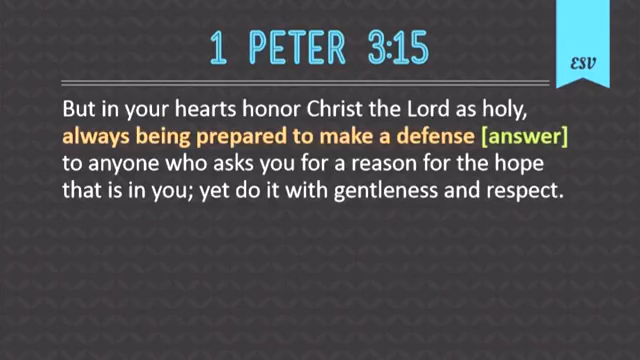 1 PETER 3:15
ESV
But in your hearts honor Christ the Lord as holy,
always being prepared to make a defense [answer]
to anyone who asks you for a reason for the hope
that is in you; yet do it with gentleness and respect.